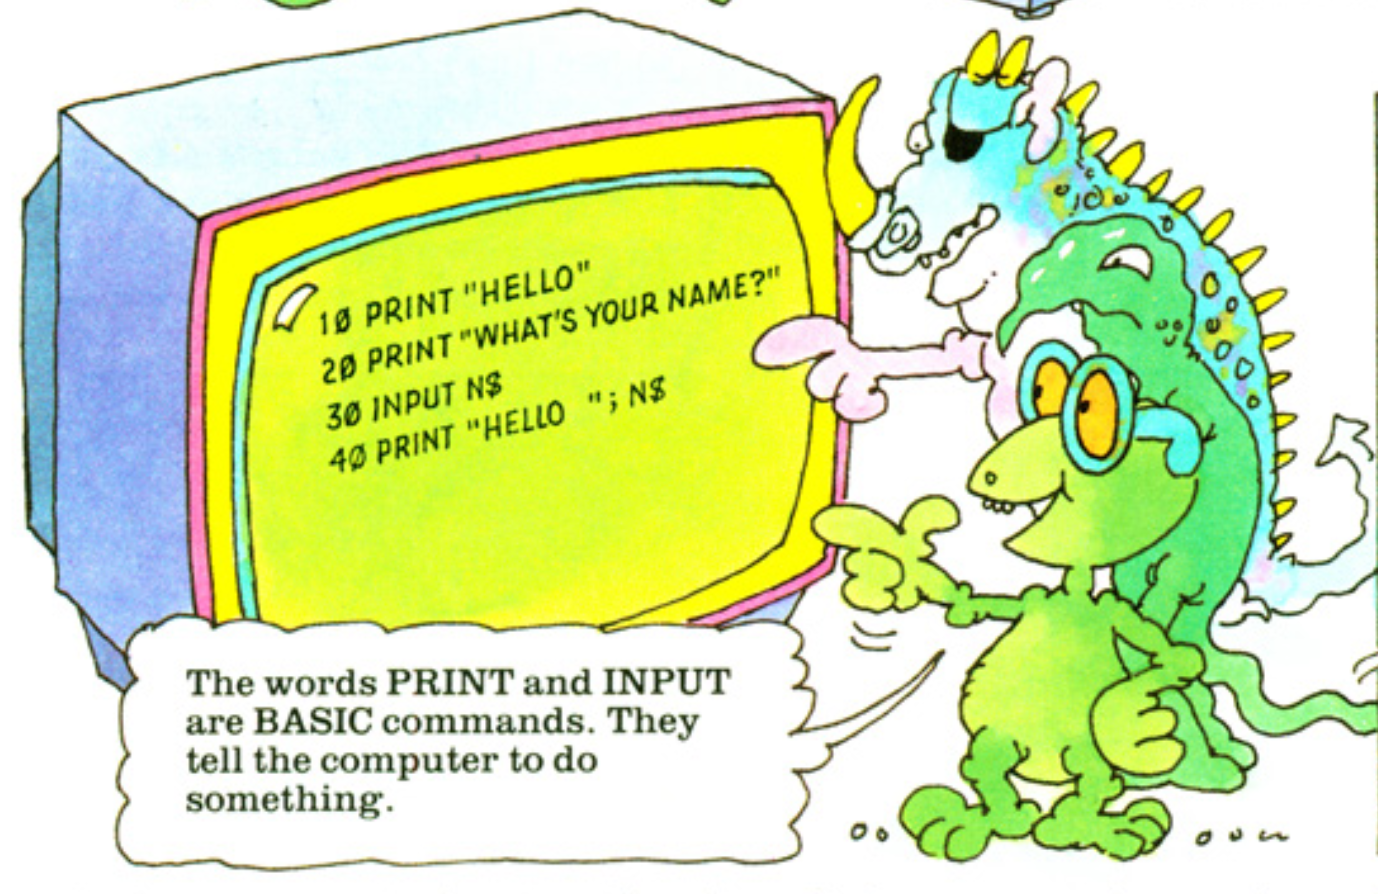 10 PRINT "HELLO"
20 PRINT "WHAT'S YOUR NAME?"
30 INPUT N$
40 PRINT "HELLO  "; N$
The words PRINT and INPUT
are BASIC commands. They
tell the computer to do
something.